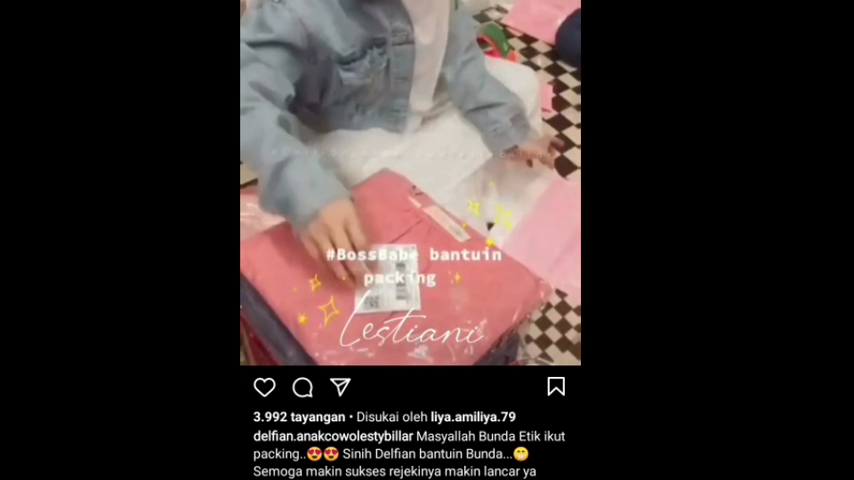 #BossBabe bantuin
packing
Lestiani
3.992 tayangan • Disukai oleh liya.amiliya.79
delfian.anakcowolestybillar Masyallah Bunda Etik ikut
packing..😍😍 Sinih Delfian bantuin Bunda...😁
Semoga makin sukses rejekinya makin lancar ya